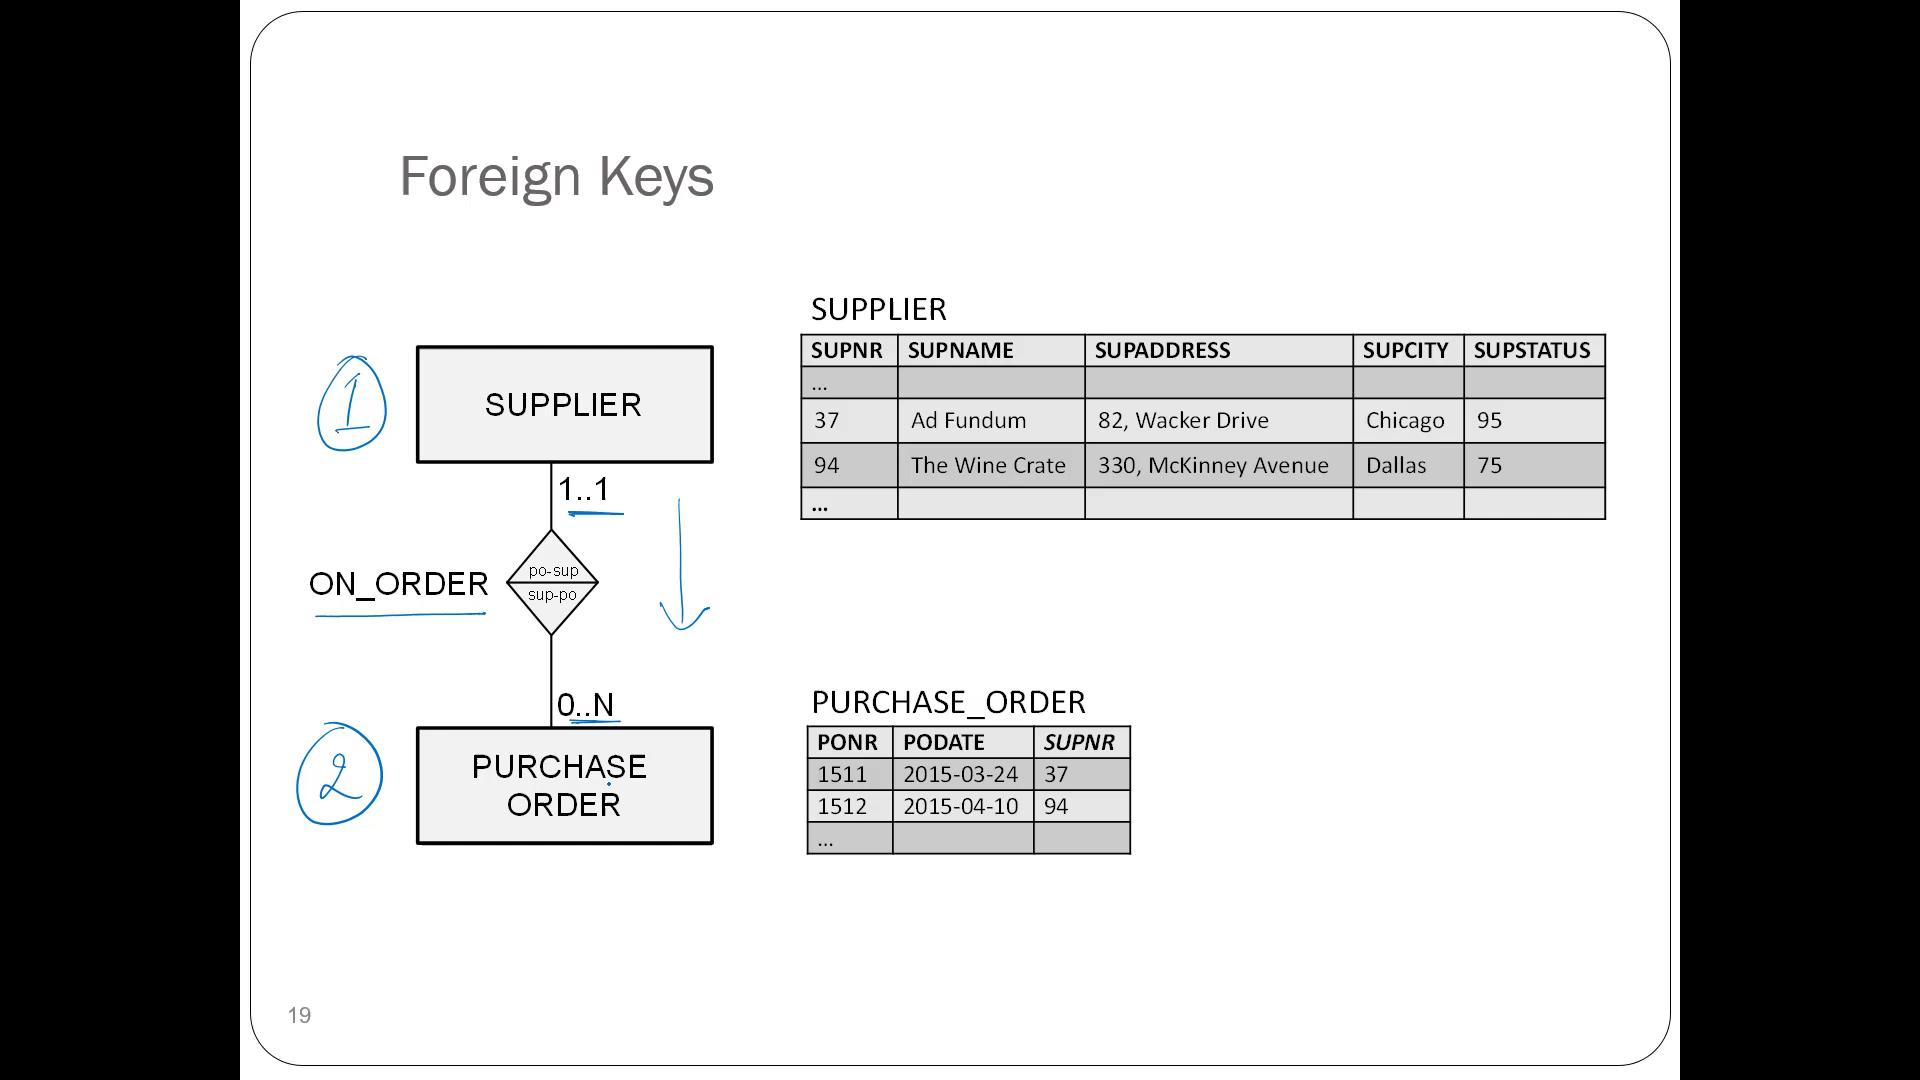 Foreign Keys
1
SUPPLIER
1..1
ON_ORDER
po-sup
sup-po
0..N
2
PURCHASE
ORDER
SUPPLIER
SUPNR SUPNAME SUPADDRESS SUPCITY SUPSTATUS
...
37 Ad Fundum 82, Wacker Drive Chicago 95
94 The Wine Crate 330, McKinney Avenue Dallas 75
...
PURCHASE_ORDER
PONR PODATE SUPNR
1511 2015-03-24 37
1512 2015-04-10 94
...
19